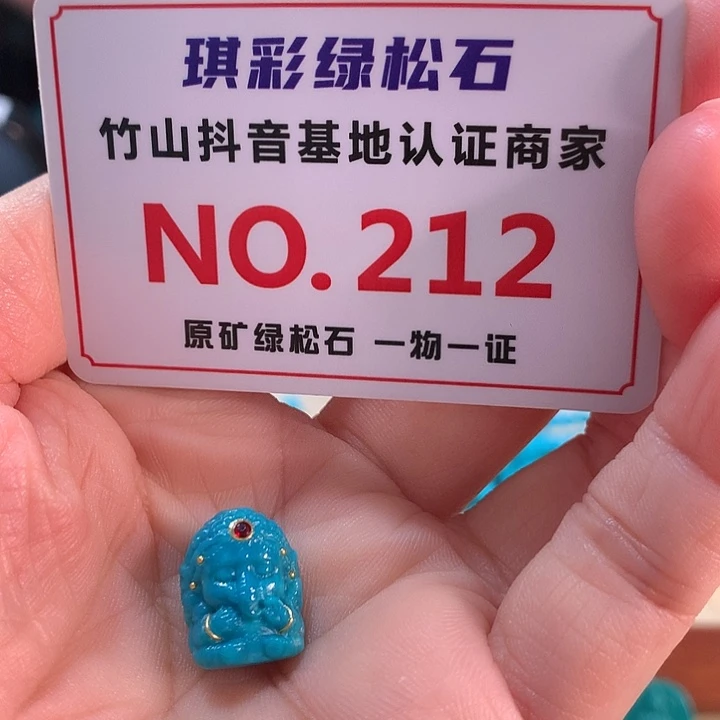 琪彩绿松石
竹山抖音基地认证商家
NO.212
原矿绿松石 一物一证